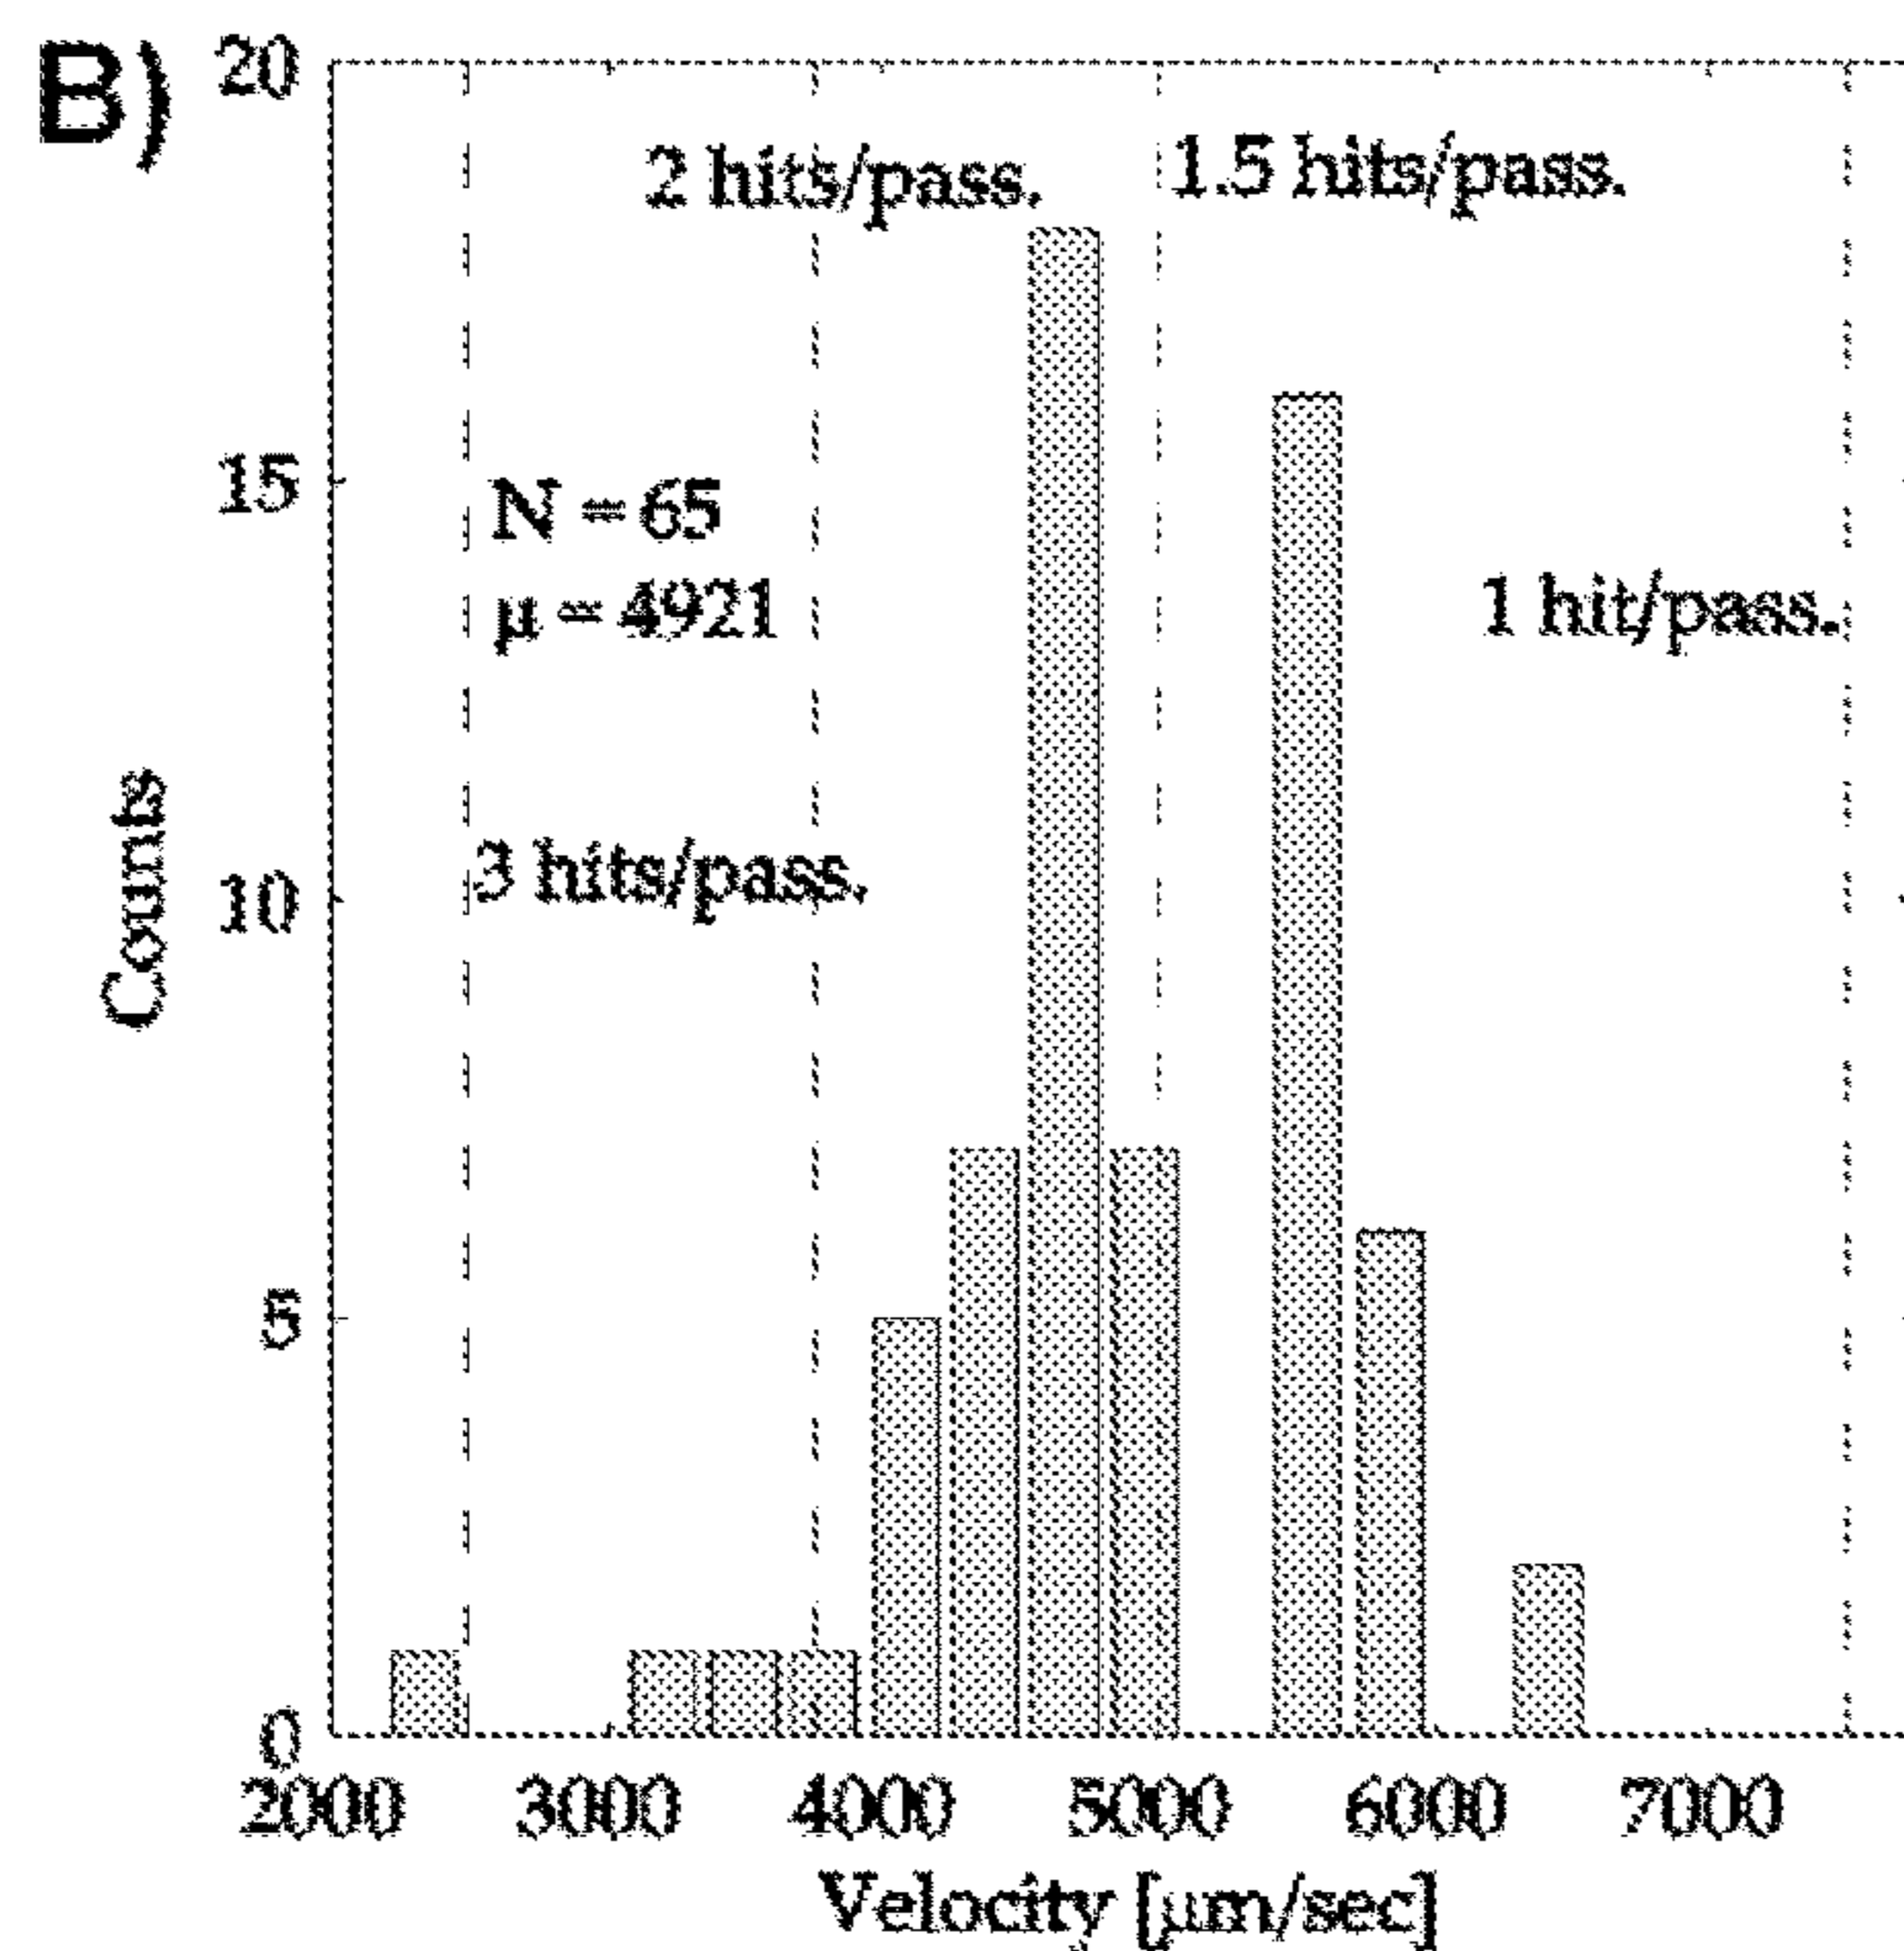 B)
20
2 hits/pass.
1.5 hits/pass.
15
N = 65
μ = 4921
1 hit/pass.
Counts
3 hits/pass.
10
5
0
2000 3000 4000 5000 6000 7000
Velocity [μm/sec]